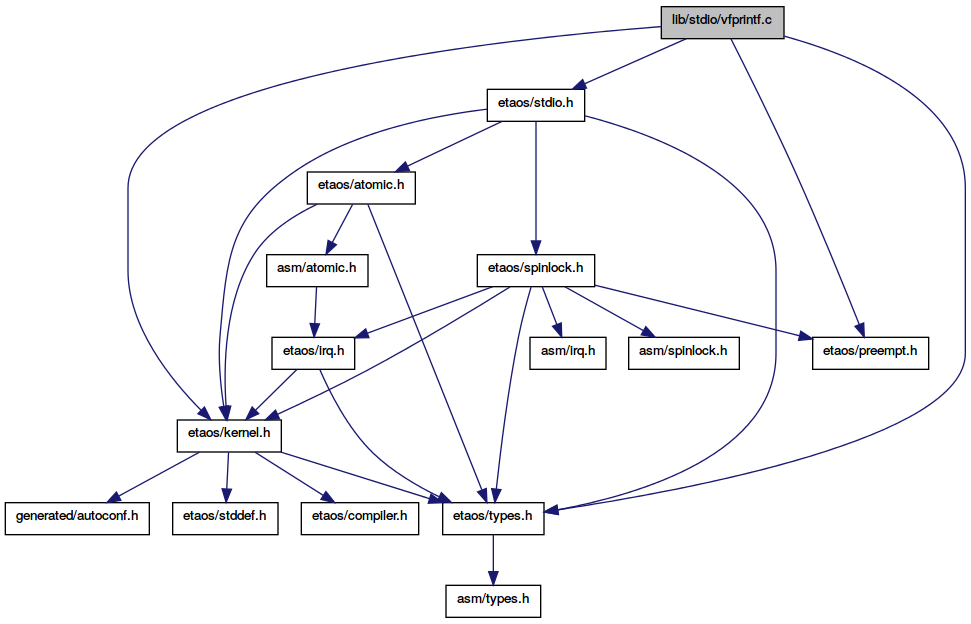 lib/stdio/vfprintf.c
etaos/stdio.h
etaos/atomic.h
asm/atomic.h
etaos/spinlock.h
etaos/irq.h
asm/irq.h
asm/spinlock.h
etaos/preempt.h
etaos/kernel.h
generated/autoconf.h
etaos/stddef.h
etaos/compiler.h
etaos/types.h
asm/types.h